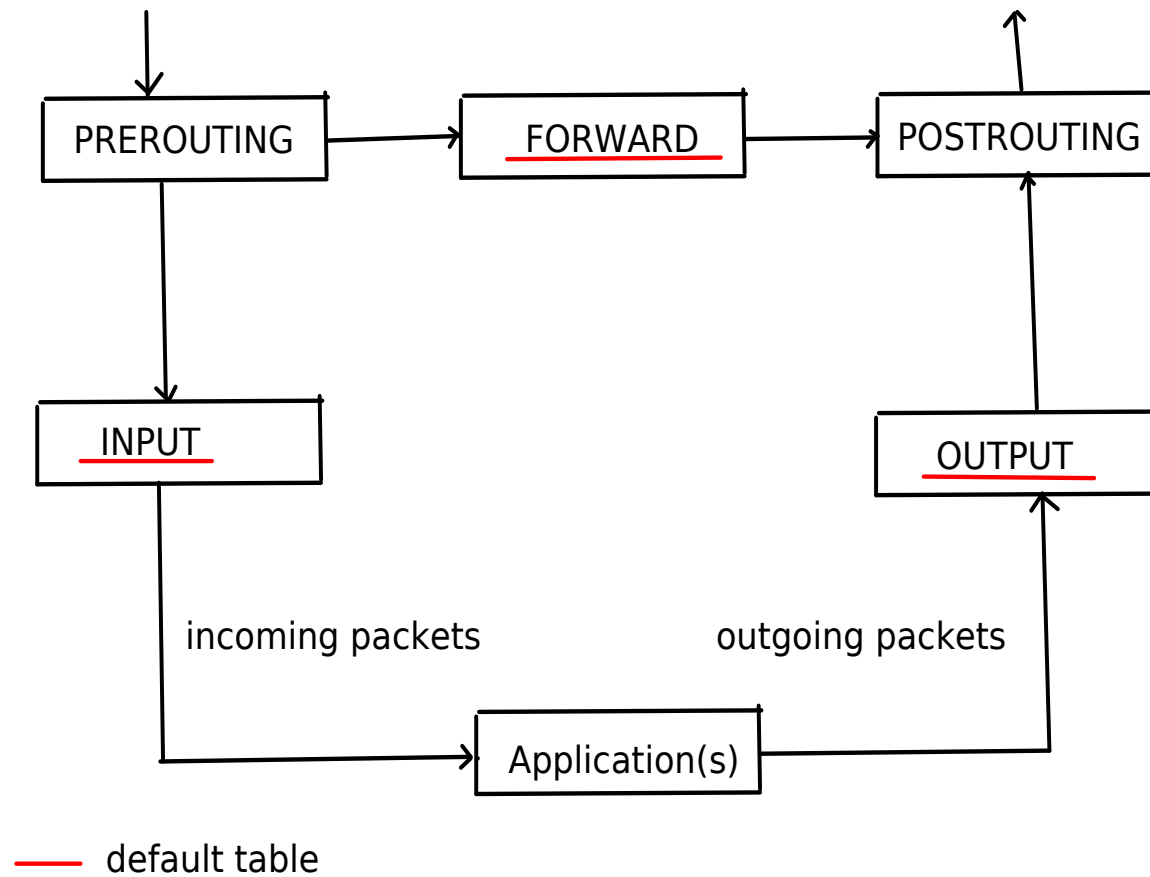 PREROUTING
FORWARD
POSTROUTING
INPUT
OUTPUT
incoming packets
outgoing packets
Application(s)
default table